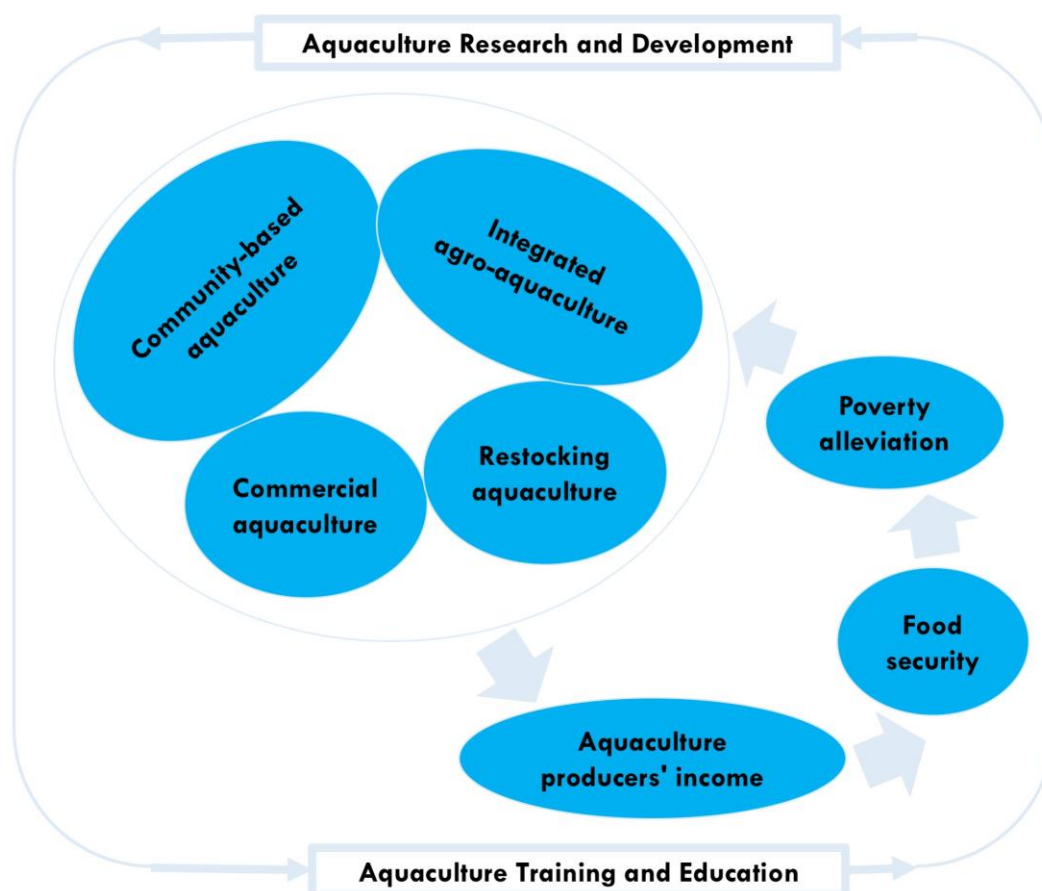 Aquaculture Research and Development
Community-based
aquaculture
Integrated
agro-aquaculture
Commercial
aquaculture
Restocking
aquaculture
Poverty
alleviation
Food
security
Aquaculture
producers' income
Aquaculture Training and Education